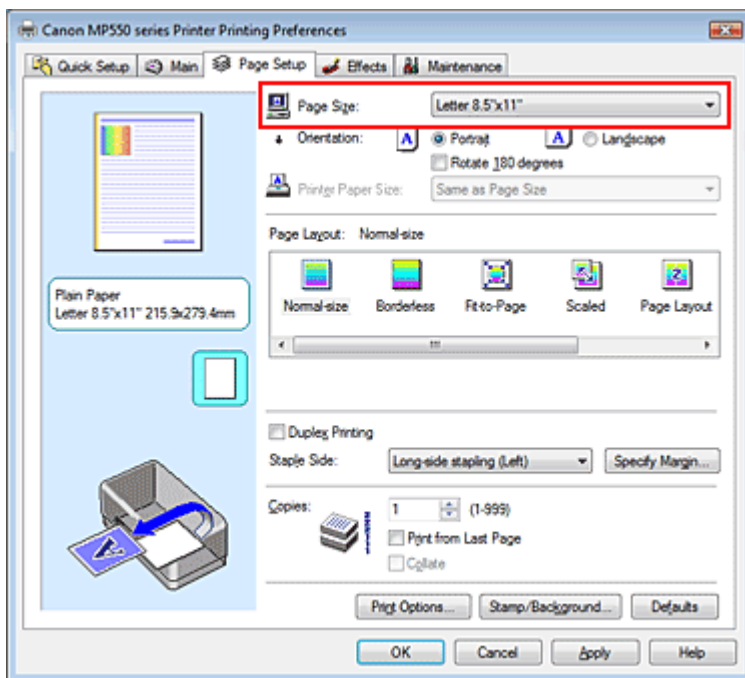 Canon MP550 series Printer Printing Preferences
Quick Setup Main Page Setup Effects Maintenance
Page Size: Letter 8.5"x11"
Orientation: A Portrait A Landscape
Rotate 180 degrees
Printer Paper Size: Same as Page Size
Page Layout: Normal-size
Normal-size Borderless Fit-to-Page Scaled Page Layout
Plain Paper
Letter 8.5"x11" 215.9x279.4mm
Duplex Printing
Staple Side: Long-side stapling (Left) Specify Margin...
Copies: 1 (1-999)
Print from Last Page
Collate
Print Options... Stamp/Background... Defaults
OK Cancel Apply Help